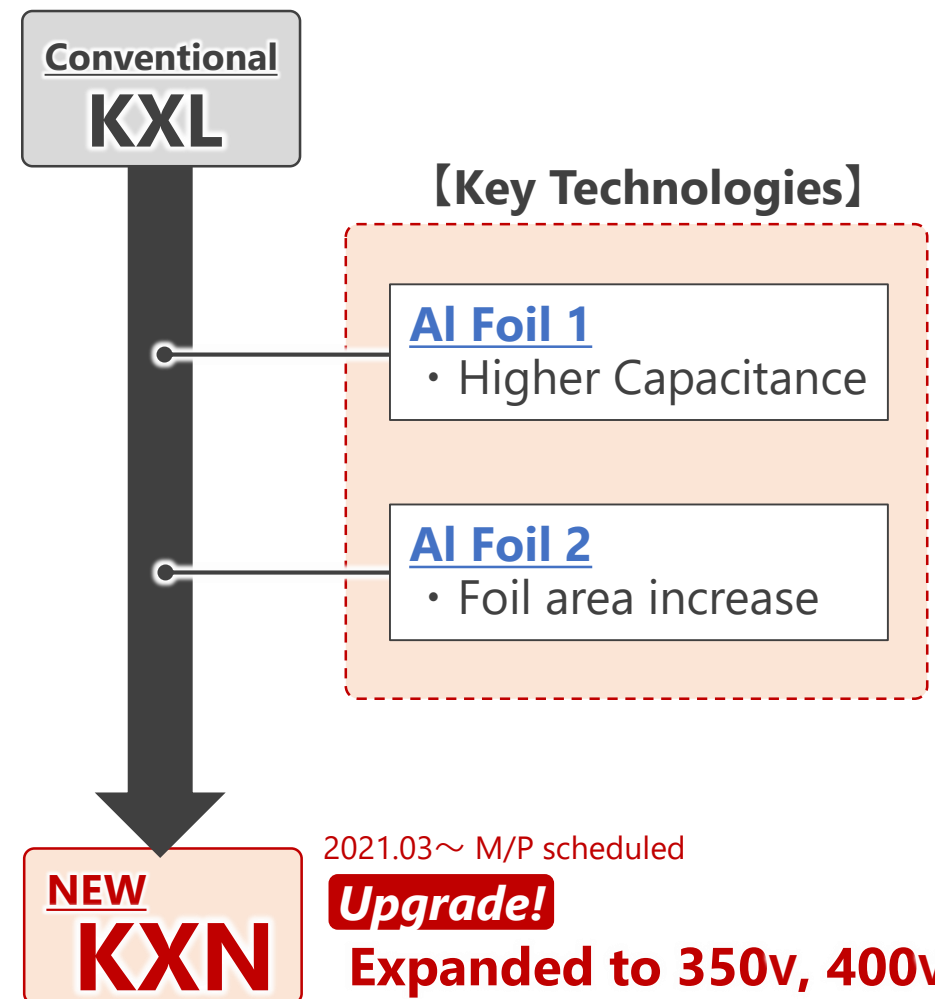 Conventional
KXL
【Key Technologies】
Al Foil 1
・Higher Capacitance
Al Foil 2
・Foil area increase
2021.03～ M/P scheduled
NEW
Upgrade!
KXN
Expanded to 350V, 400V